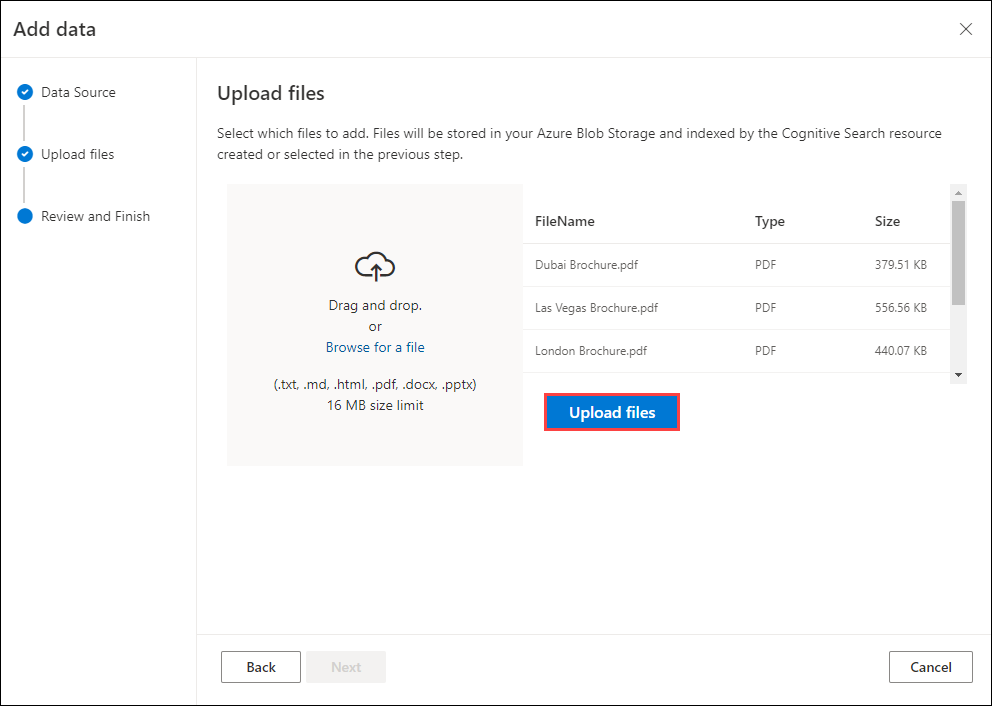 Add data
Data Source
Upload files
Review and Finish
Upload files
Select which files to add. Files will be stored in your Azure Blob Storage and indexed by the Cognitive Search resource
created or selected in the previous step.
Drag and drop.
or
Browse for a file
(.txt, .md, .html, .pdf, .docx, .pptx)
16 MB size limit
FileName Type Size
Dubai Brochure.pdf PDF 379.51 KB
Las Vegas Brochure.pdf PDF 556.56 KB
London Brochure.pdf PDF 440.07 KB
Upload files
Back Next Cancel